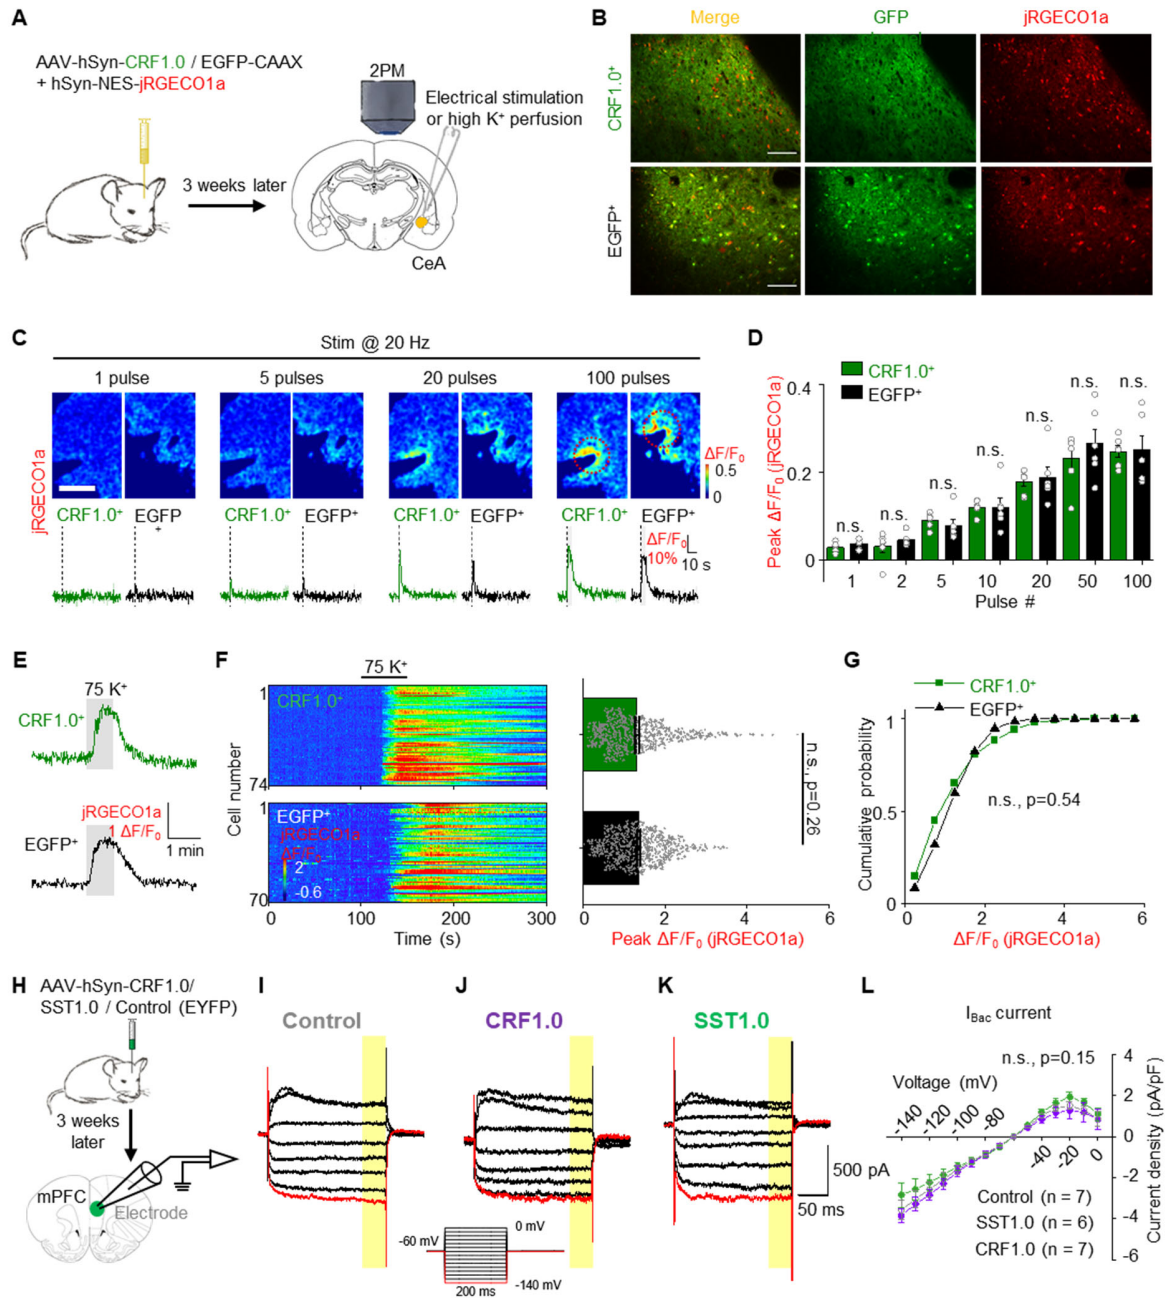 A
AAV-hSyn-CRF1.0 / EGFP-CAAX
+ hSyn-NES-jRGECO1a
3 weeks later
2PM
Electrical stimulation
or high K⁺ perfusion
CeA
B
Merge
GFP
jRGECO1a
CRF1.0⁺
EGFP⁺
C
Stim @ 20 Hz
1 pulse
5 pulses
20 pulses
100 pulses
jRGECO1a
ΔF/F₀
0.5
0
CRF1.0⁺
EGFP
+
CRF1.0⁺
EGFP⁺
CRF1.0⁺
EGFP⁺
CRF1.0⁺
EGFP⁺
ΔF/F₀
10%
10 s
D
CRF1.0⁺
EGFP⁺
Peak ΔF/F₀ (jRGECO1a)
0.4
0.2
0
n.s.
n.s.
n.s.
n.s.
n.s.
n.s.
n.s.
1
2
5
10
20
50
100
Pulse #
E
75 K⁺
CRF1.0⁺
jRGECO1a
1 ΔF/F₀
1 min
EGFP⁺
F
75 K⁺
Cell number
1
CRF1.0⁺
74
1
EGFP⁺
jRGECO1a
ΔF/F₀
2
-0.6
70
0
100
200
300
Time (s)
n.s., p=0.26
0
2
4
6
Peak ΔF/F₀ (jRGECO1a)
G
CRF1.0⁺
EGFP⁺
Cumulative probability
1
0.5
0
n.s., p=0.54
0
2
4
6
ΔF/F₀ (jRGECO1a)
H
AAV-hSyn-CRF1.0/
SST1.0 / Control (EYFP)
3 weeks
later
mPFC
Electrode
I
Control
J
CRF1.0
K
SST1.0
500 pA
50 ms
-60 mV
0 mV
-140 mV
200 ms
L
I_Bac current
n.s., p=0.15
Voltage (mV)
-140
-120
-100
-80
-40
-20
0
4
2
0
-2
-4
-6
Current density (pA/pF)
Control (n = 7)
SST1.0 (n = 6)
CRF1.0 (n = 7)